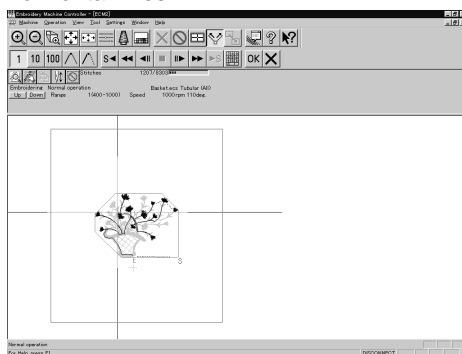 Embroidery Machine Controller - [ECM2]
Machine Operation View Tool Settings Window Help
1 10 100 S OK
Stitches 1207/8303
Embroidering Normal operation Basket.ecs Tubular (AI)
Up Down Range 1(400-1000) Speed 1000rpm 110deg.
E S
Normal operation
For Help, press F1 DISCONNECT